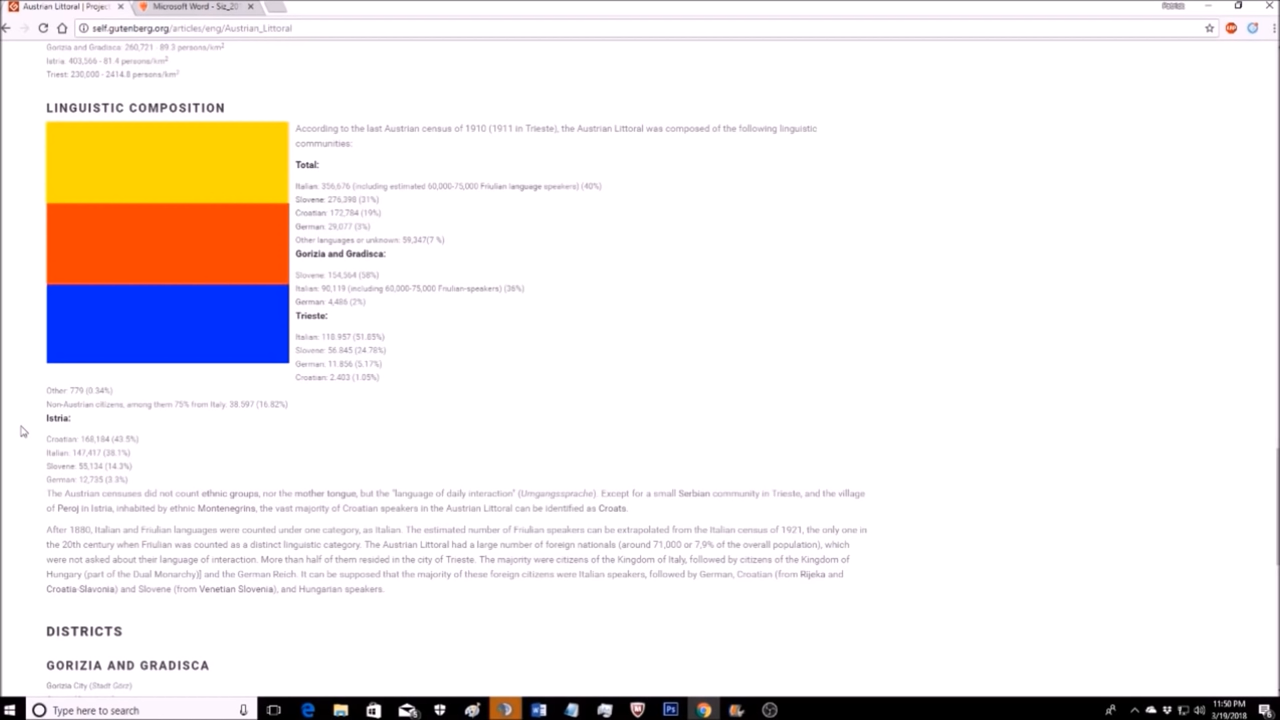 Austrian Littoral | Projec
Microsoft Word - Siz_20
self.gutenberg.org/articles/eng/Austrian_Littoral
Gorizia and Gradisca: 260,721 - 89.3 persons/km²
Istria: 403,566 - 81.4 persons/km²
Triest: 230,000 - 2414.8 persons/km²
LINGUISTIC COMPOSITION
According to the last Austrian census of 1910 (1911 in Trieste), the Austrian Littoral was composed of the following linguistic
communities:
Total:
Italian: 356,676 (including estimated 60,000-75,000 Friulian language speakers) (40%)
Slovene: 276,398 (31%)
Croatian: 172,784 (19%)
German: 29,077 (3%)
Other languages or unknown: 59,347(7 %)
Gorizia and Gradisca:
Slovene: 154,564 (58%)
Italian: 90,119 (including 60,000-75,000 Friulian-speakers) (36%)
German: 4,486 (2%)
Trieste:
Italian: 118.957 (51.85%)
Slovene: 56.845 (24.78%)
German: 11.856 (5.17%)
Croatian: 2.403 (1.05%)
Other: 779 (0.34%)
Non-Austrian citizens, among them 75% from Italy: 38.597 (16.82%)
Istria:
Croatian: 168,184 (43.5%)
Italian: 147,417 (38.1%)
Slovene: 55,134 (14.3%)
German: 12,735 (3.3%)
The Austrian censuses did not count ethnic groups, nor the mother tongue, but the "language of daily interaction" (Umgangssprache). Except for a small Serbian community in Trieste, and the village
of Peroj in Istria, inhabited by ethnic Montenegrins, the vast majority of Croatian speakers in the Austrian Littoral can be identified as Croats.
After 1880, Italian and Friulian languages were counted under one category, as Italian. The estimated number of Friulian speakers can be extrapolated from the Italian census of 1921, the only one in
the 20th century when Friulian was counted as a distinct linguistic category. The Austrian Littoral had a large number of foreign nationals (around 71,000 or 7,9% of the overall population), which
were not asked about their language of interaction. More than half of them resided in the city of Trieste. The majority were citizens of the Kingdom of Italy, followed by citizens of the Kingdom of
Hungary (part of the Dual Monarchy)] and the German Reich. It can be supposed that the majority of these foreign citizens were Italian speakers, followed by German, Croatian (from Rijeka and
Croatia-Slavonia) and Slovene (from Venetian Slovenia), and Hungarian speakers.
DISTRICTS
GORIZIA AND GRADISCA
Gorizia City (Stadt Görz)
Type here to search
11:50 PM
3/19/2018